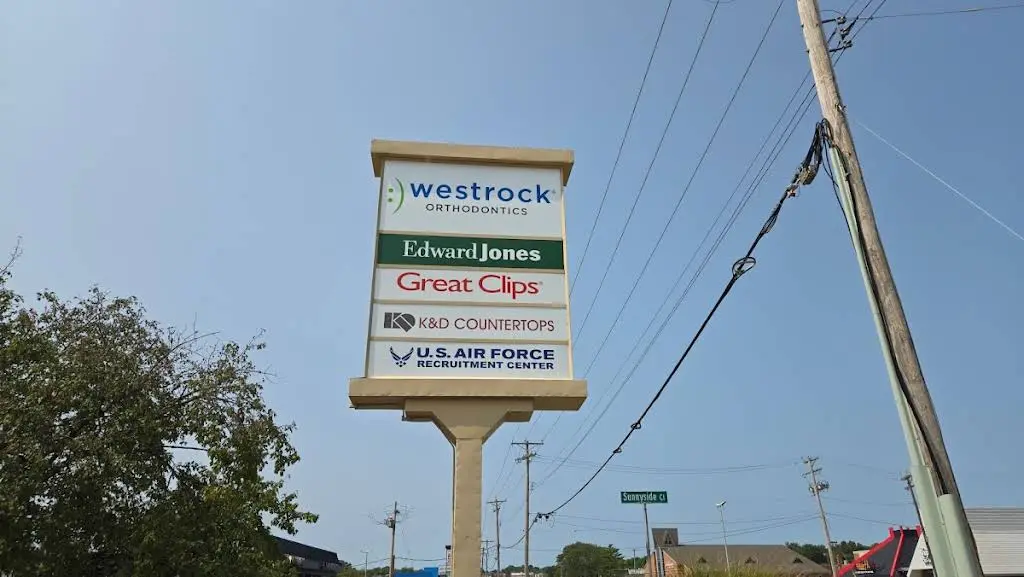 westrock
ORTHODONTICS
Edward Jones
Great Clips
K&D COUNTERTOPS
U.S. AIR FORCE
RECRUITMENT CENTER
Sunnyside Ct